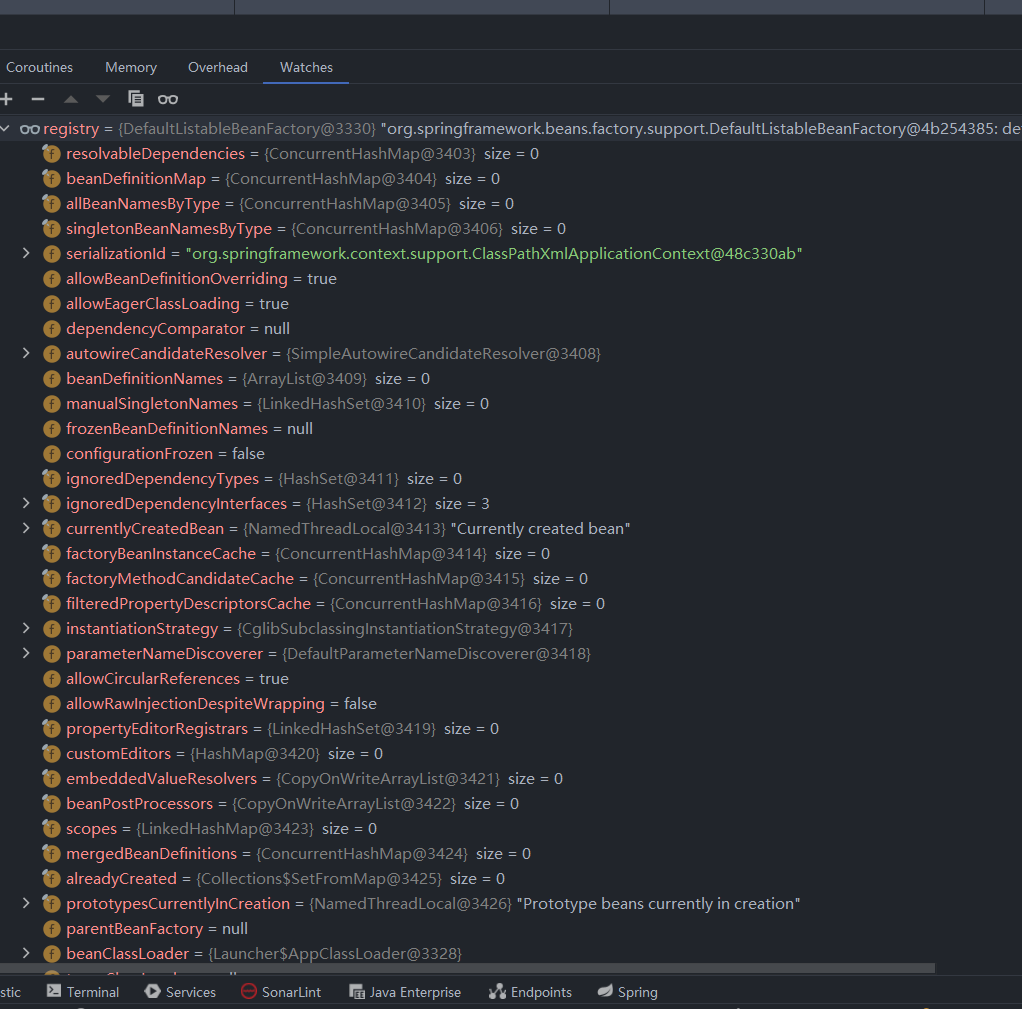 Coroutines Memory Overhead Watches
registry = {DefaultListableBeanFactory@3330} "org.springframework.beans.factory.support.DefaultListableBeanFactory@4b254385: de
resolvableDependencies = {ConcurrentHashMap@3403} size = 0
beanDefinitionMap = {ConcurrentHashMap@3404} size = 0
allBeanNamesByType = {ConcurrentHashMap@3405} size = 0
singletonBeanNamesByType = {ConcurrentHashMap@3406} size = 0
serializationId = "org.springframework.context.support.ClassPathXmlApplicationContext@48c330ab"
allowBeanDefinitionOverriding = true
allowEagerClassLoading = true
dependencyComparator = null
autowireCandidateResolver = {SimpleAutowireCandidateResolver@3408}
beanDefinitionNames = {ArrayList@3409} size = 0
manualSingletonNames = {LinkedHashSet@3410} size = 0
frozenBeanDefinitionNames = null
configurationFrozen = false
ignoredDependencyTypes = {HashSet@3411} size = 0
ignoredDependencyInterfaces = {HashSet@3412} size = 3
currentlyCreatedBean = {NamedThreadLocal@3413} "Currently created bean"
factoryBeanInstanceCache = {ConcurrentHashMap@3414} size = 0
factoryMethodCandidateCache = {ConcurrentHashMap@3415} size = 0
filteredPropertyDescriptorsCache = {ConcurrentHashMap@3416} size = 0
instantiationStrategy = {CglibSubclassingInstantiationStrategy@3417}
parameterNameDiscoverer = {DefaultParameterNameDiscoverer@3418}
allowCircularReferences = true
allowRawInjectionDespiteWrapping = false
propertyEditorRegistrars = {LinkedHashSet@3419} size = 0
customEditors = {HashMap@3420} size = 0
embeddedValueResolvers = {CopyOnWriteArrayList@3421} size = 0
beanPostProcessors = {CopyOnWriteArrayList@3422} size = 0
scopes = {LinkedHashMap@3423} size = 0
mergedBeanDefinitions = {ConcurrentHashMap@3424} size = 0
alreadyCreated = {Collections$SetFromMap@3425} size = 0
prototypesCurrentlyInCreation = {NamedThreadLocal@3426} "Prototype beans currently in creation"
parentBeanFactory = null
beanClassLoader = {Launcher$AppClassLoader@3328}
stic Terminal Services SonarLint Java Enterprise Endpoints Spring